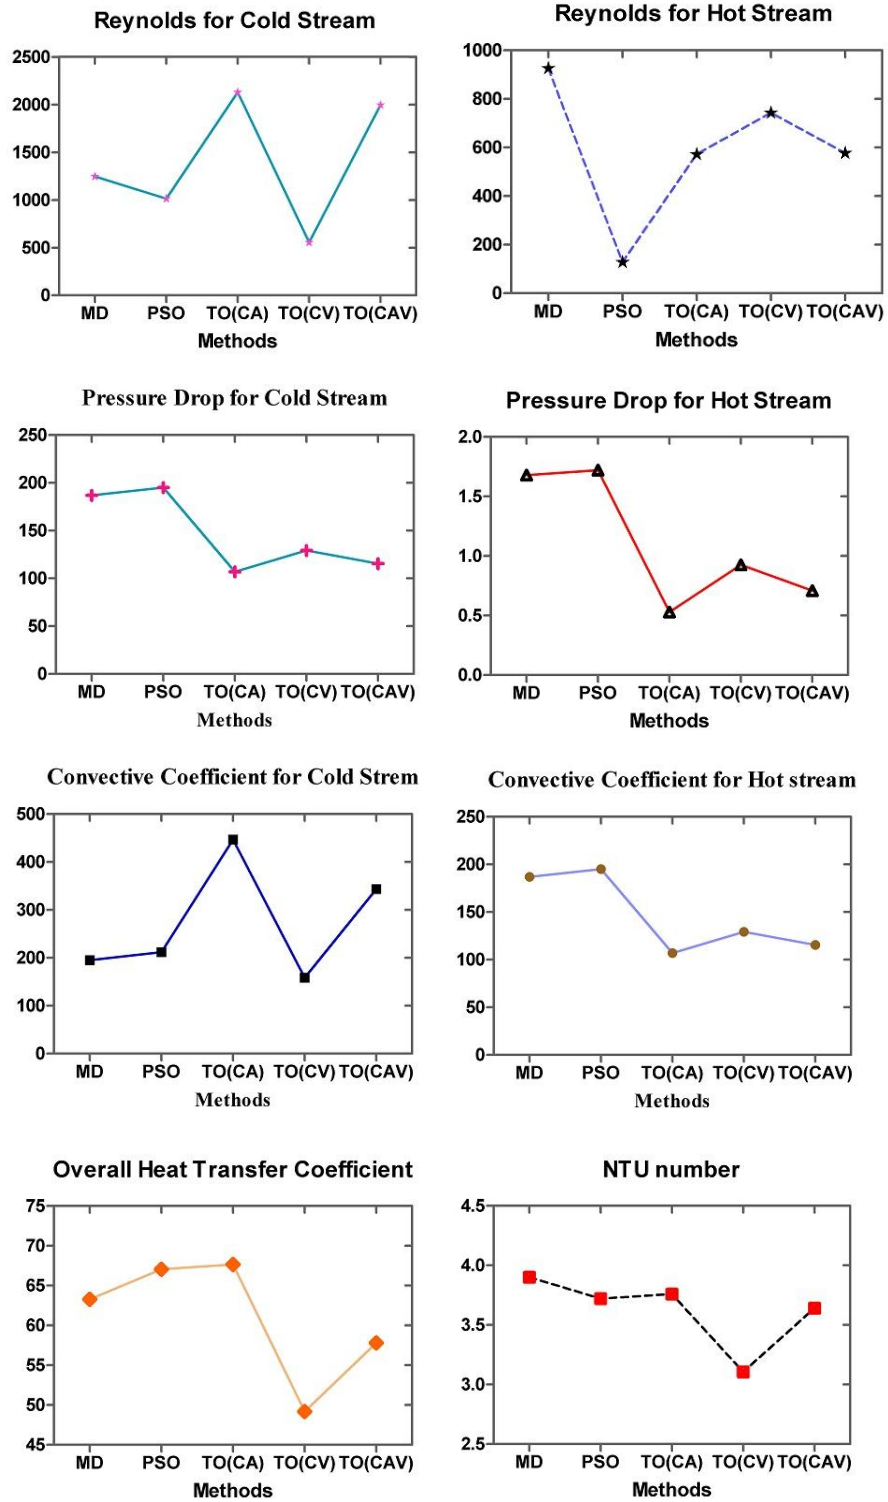 Reynolds for Cold Stream
2500
2000
1500
1000
500
0
MD PSO TO(CA) TO(CV) TO(CAV)
Methods
Reynolds for Hot Stream
1000
800
600
400
200
0
MD PSO TO(CA) TO(CV) TO(CAV)
Methods
Pressure Drop for Cold Stream
250
200
150
100
50
0
MD PSO TO(CA) TO(CV) TO(CAV)
Methods
Pressure Drop for Hot Stream
2.0
1.5
1.0
0.5
0.0
MD PSO TO(CA) TO(CV) TO(CAV)
Methods
Convective Coefficient for Cold Strem
500
400
300
200
100
0
MD PSO TO(CA) TO(CV) TO(CAV)
Methods
Convective Coefficient for Hot stream
250
200
150
100
50
0
MD PSO TO(CA) TO(CV) TO(CAV)
Methods
Overall Heat Transfer Coefficient
75
70
65
60
55
50
45
MD PSO TO(CA) TO(CV) TO(CAV)
Methods
NTU number
4.5
4.0
3.5
3.0
2.5
MD PSO TO(CA) TO(CV) TO(CAV)
Methods